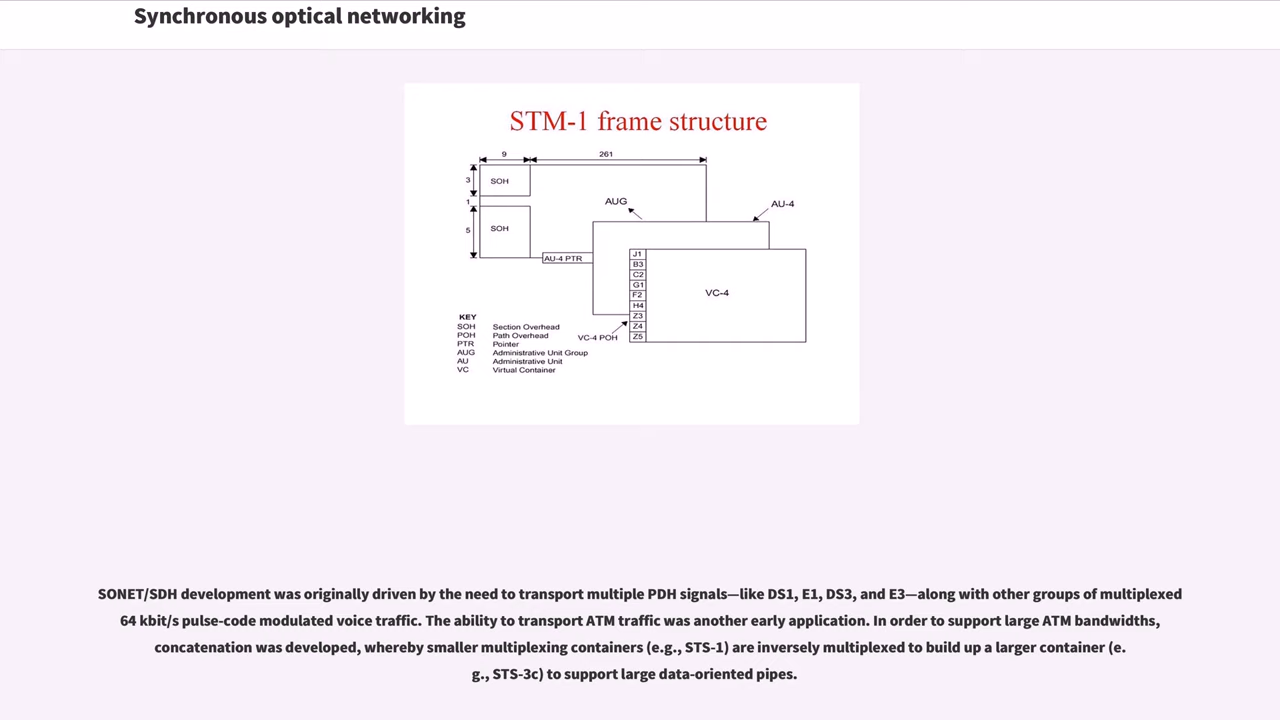 Synchronous optical networking
STM-1 frame structure
9
261
3
SOH
1
AUG
AU-4
5
SOH
AU-4 PTR
J1
B3
C2
G1
F2
H4
Z3
Z4
Z5
VC-4
VC-4 POH
KEY
SOH Section Overhead
POH Path Overhead
PTR Pointer
AUG Administrative Unit Group
AU Administrative Unit
VC Virtual Container
SONET/SDH development was originally driven by the need to transport multiple PDH signals—like DS1, E1, DS3, and E3—along with other groups of multiplexed
64 kbit/s pulse-code modulated voice traffic. The ability to transport ATM traffic was another early application. In order to support large ATM bandwidths,
concatenation was developed, whereby smaller multiplexing containers (e.g., STS-1) are inversely multiplexed to build up a larger container (e.
g., STS-3c) to support large data-oriented pipes.